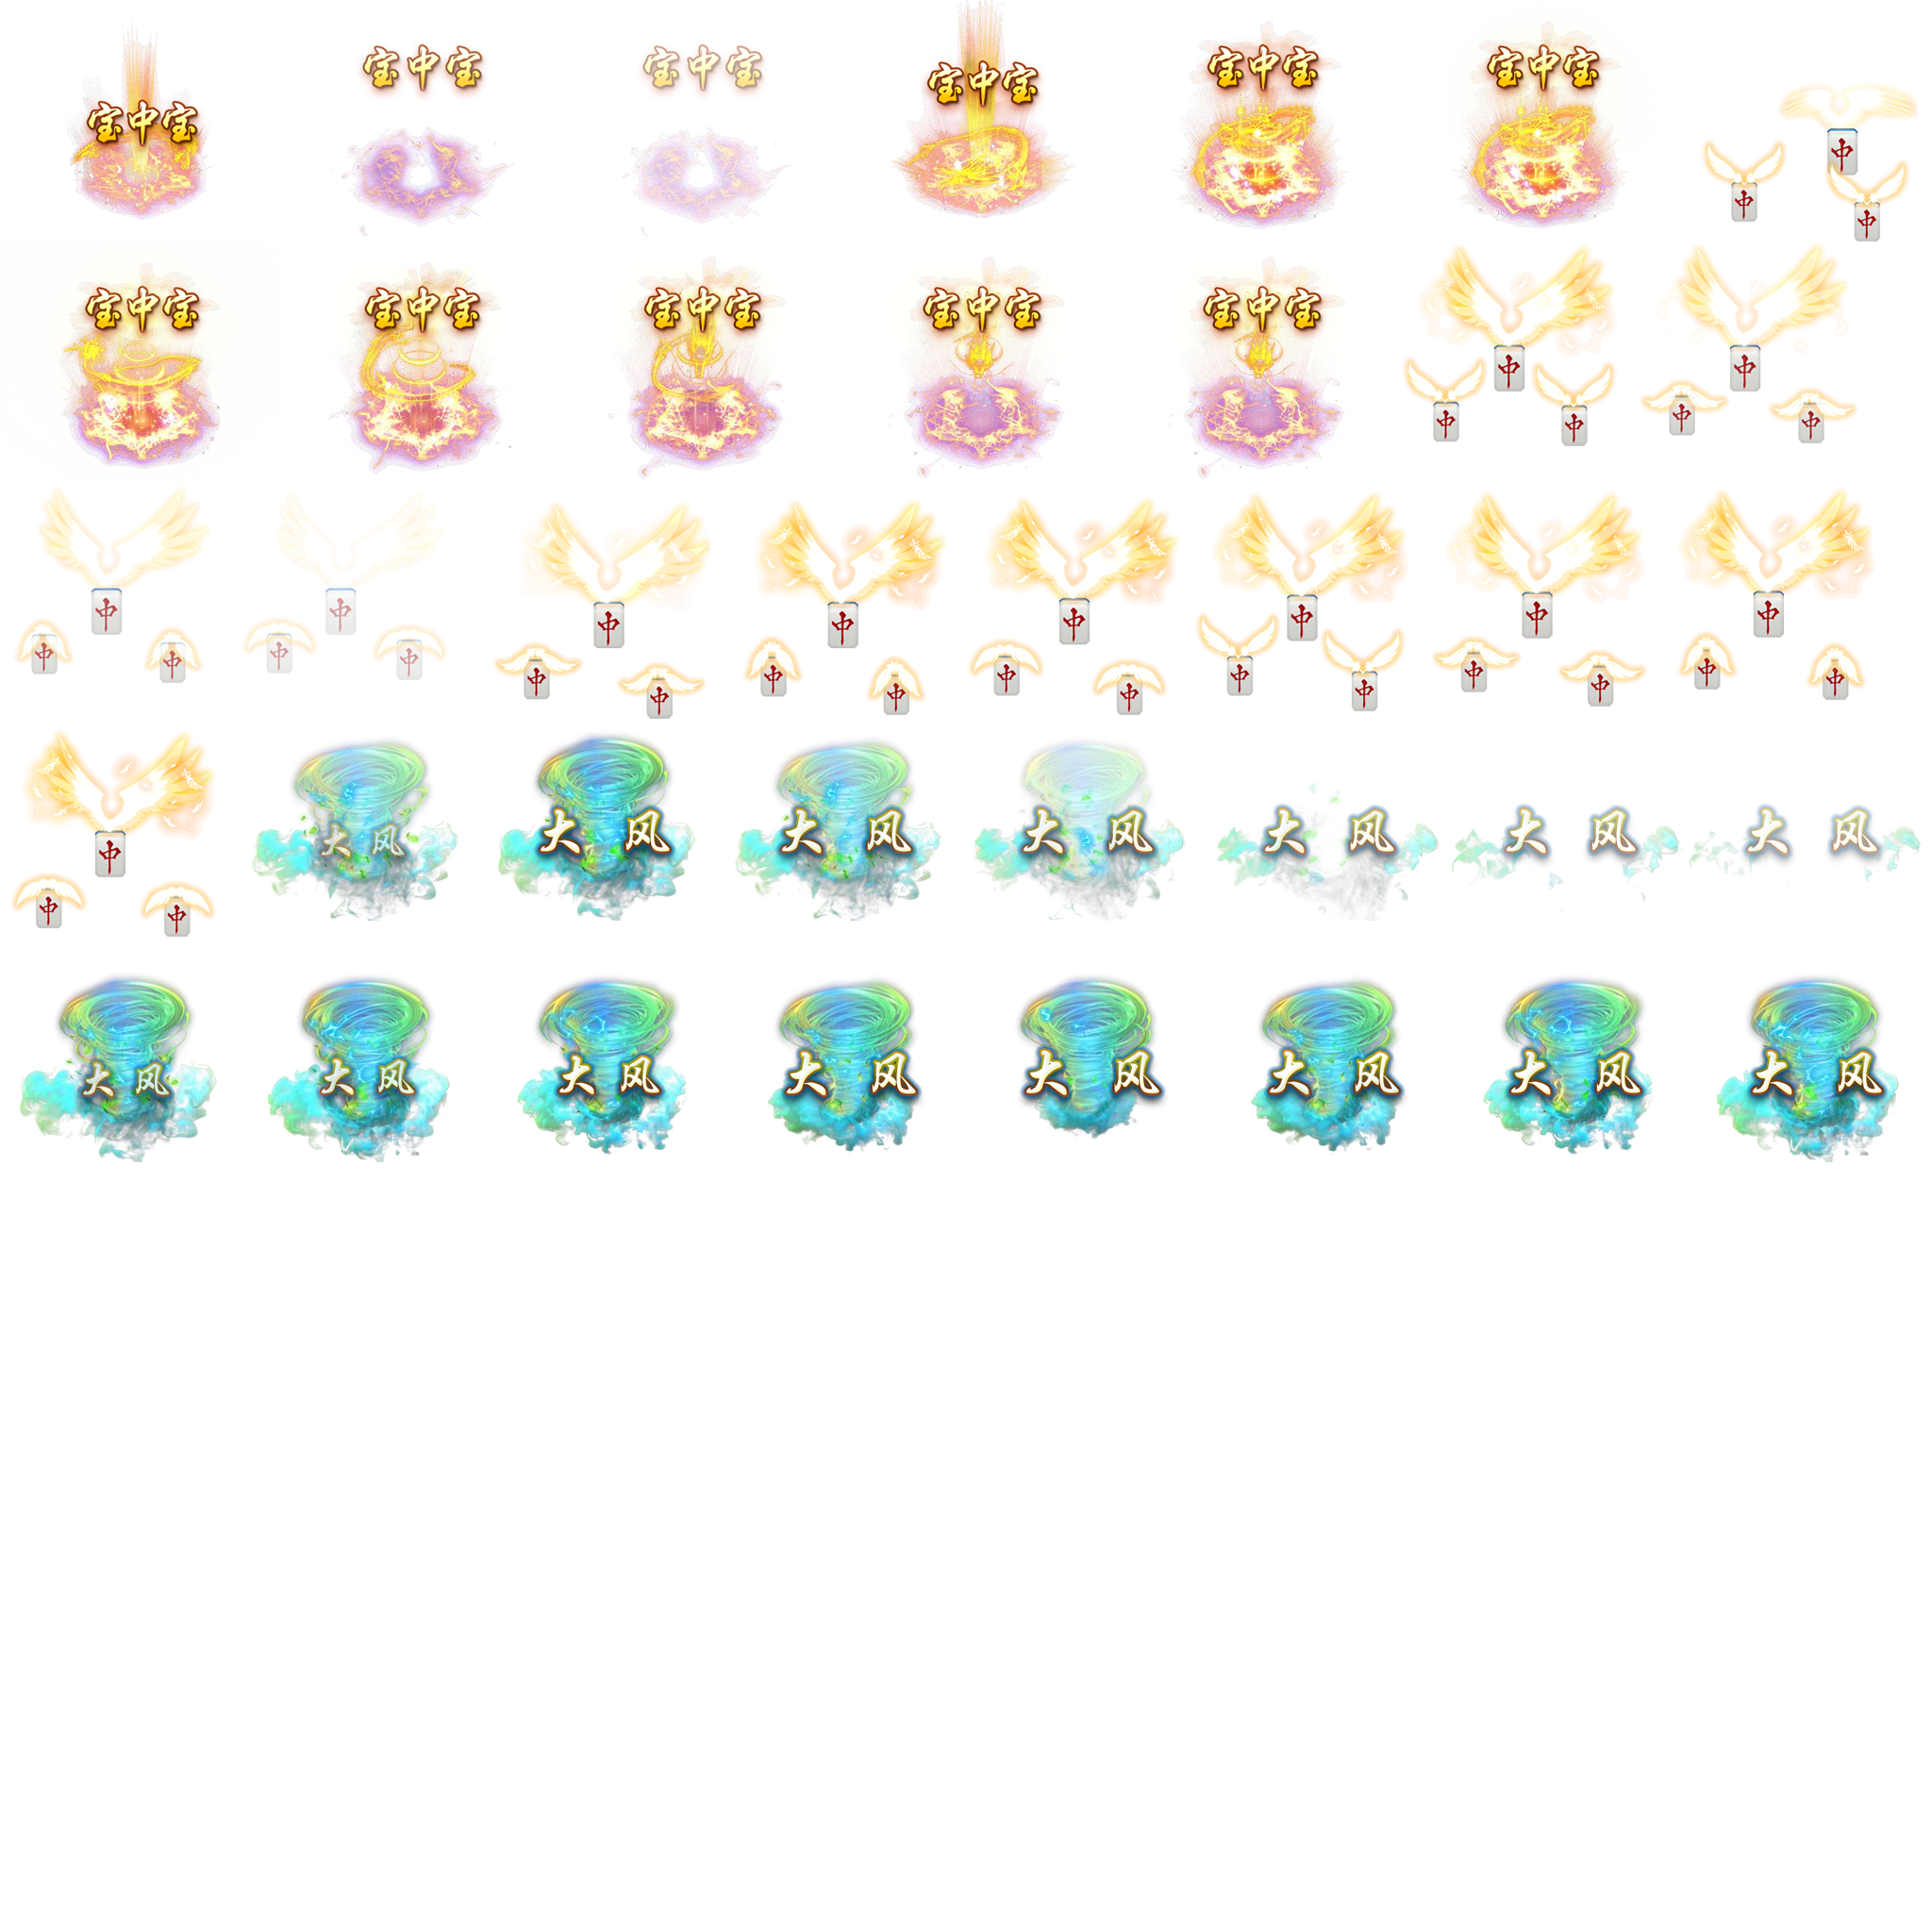 宝中宝 宝中宝 宝中宝 宝中宝 宝中宝 宝中宝 中 中 中
宝中宝 宝中宝 宝中宝 宝中宝 宝中宝 中 中 中 中 中 中
中 中 中 中 中 中 中 中 中 中 中 中 中 中 中 中 中 中 中 中 中 中 中 中
中 中 中 大风 大风 大风 大风 大风 大风 大风
大风 大风 大风 大风 大风 大风 大风 大风